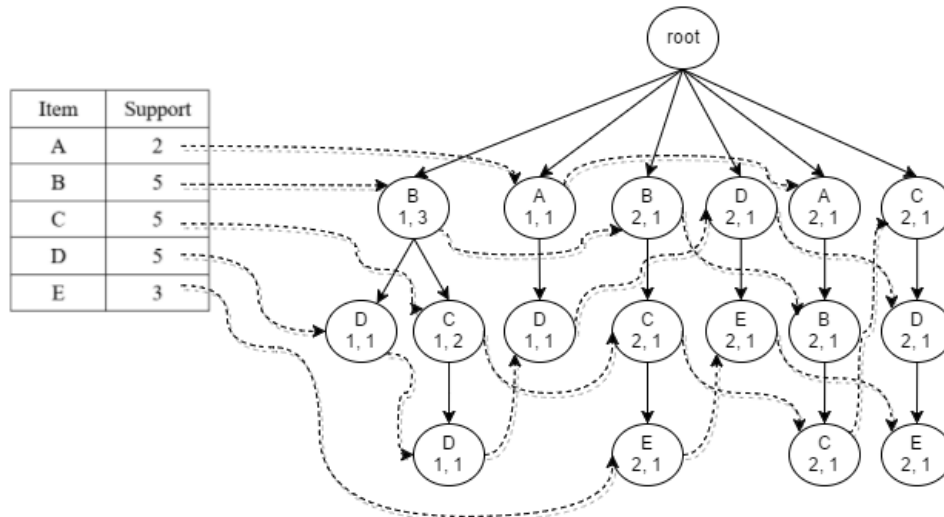 root
Item Support
A 2
B 5
C 5
D 5
E 3
B
1, 3
A
1, 1
B
2, 1
D
2, 1
A
2, 1
C
2, 1
D
1, 1
C
1, 2
D
1, 1
C
2, 1
E
2, 1
B
2, 1
D
2, 1
D
1, 1
E
2, 1
C
2, 1
E
2, 1